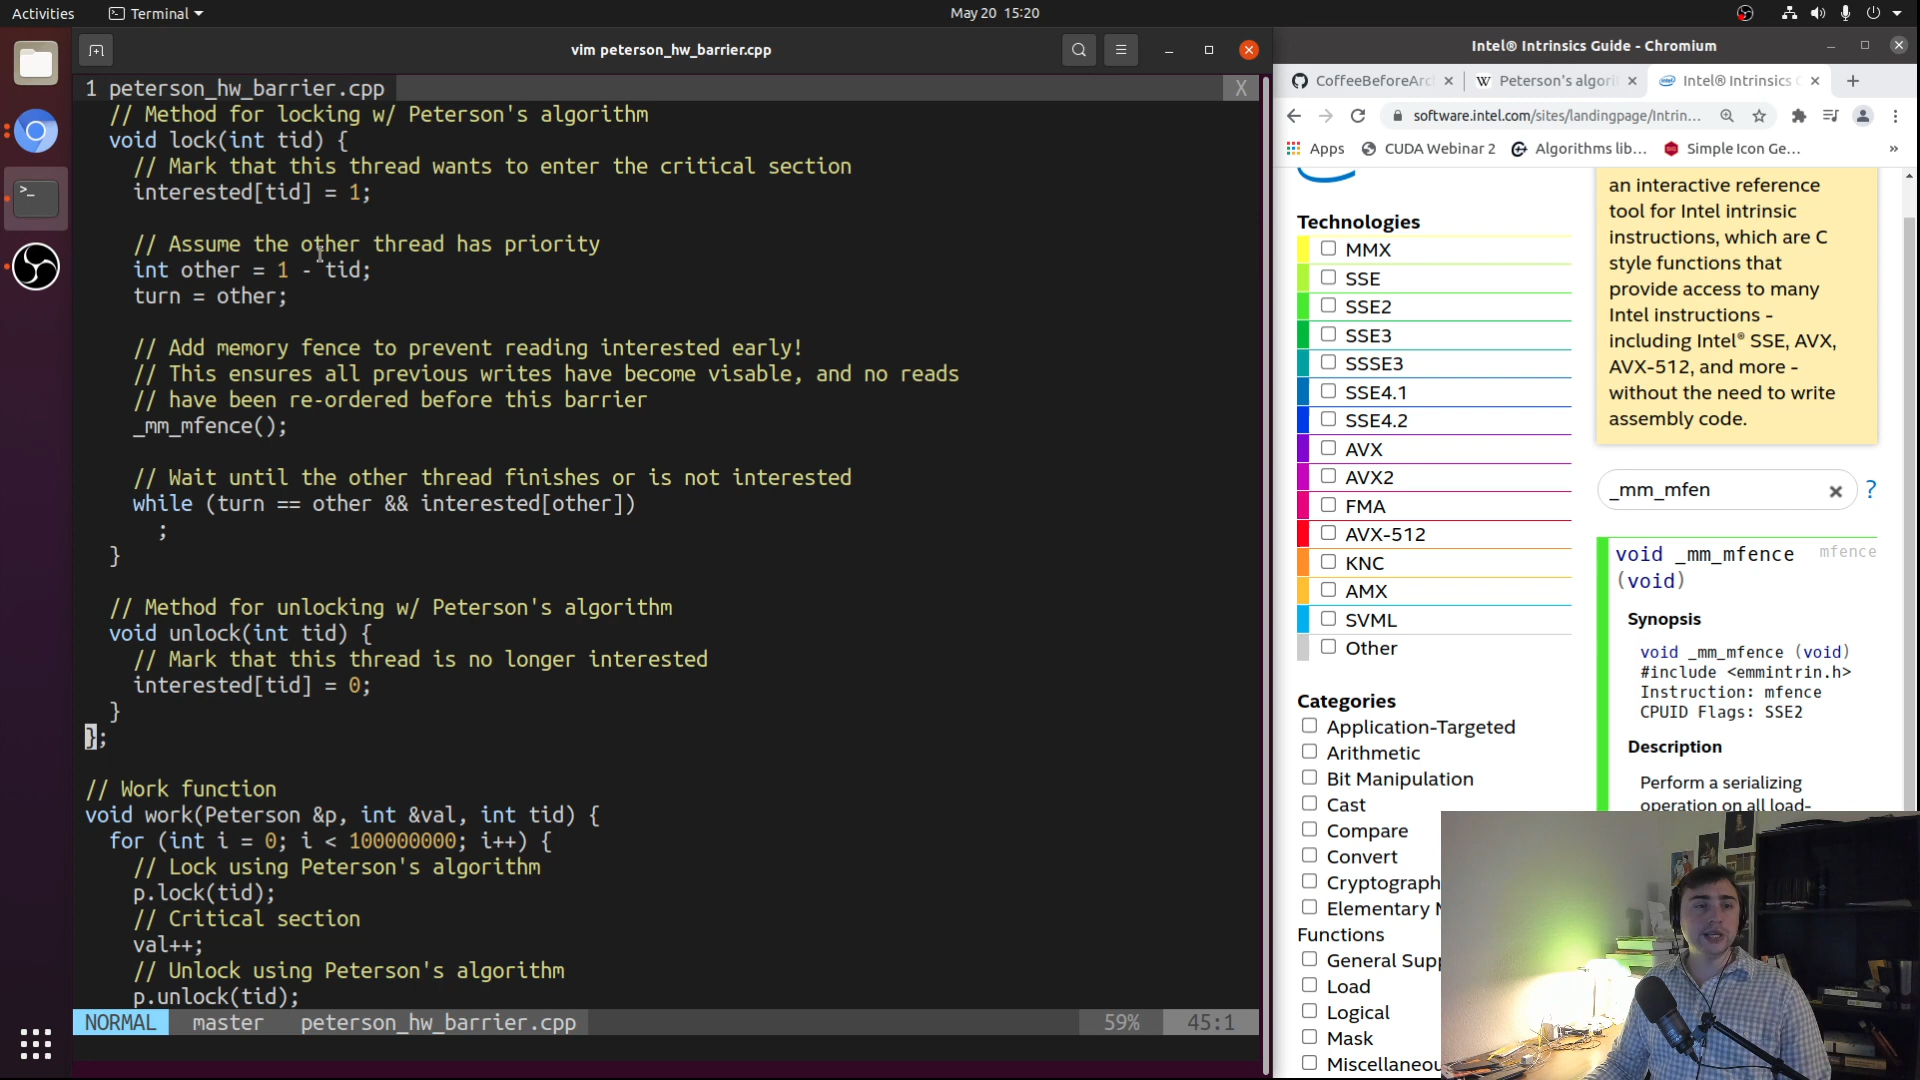 Activities
Terminal
May 20 15:20
vim peterson_hw_barrier.cpp
1 peterson_hw_barrier.cpp
X
// Method for locking w/ Peterson's algorithm
void lock(int tid) {
// Mark that this thread wants to enter the critical section
interested[tid] = 1;
// Assume the other thread has priority
int other = 1 - tid;
turn = other;
// Add memory fence to prevent reading interested early!
// This ensures all previous writes have become visable, and no reads
// have been re-ordered before this barrier
_mm_mfence();
// Wait until the other thread finishes or is not interested
while (turn == other && interested[other])
;
}
// Method for unlocking w/ Peterson's algorithm
void unlock(int tid) {
// Mark that this thread is no longer interested
interested[tid] = 0;
}
};
// Work function
void work(Peterson &p, int &val, int tid) {
for (int i = 0; i < 100000000; i++) {
// Lock using Peterson's algorithm
p.lock(tid);
// Critical section
val++;
// Unlock using Peterson's algorithm
p.unlock(tid);
NORMAL master peterson_hw_barrier.cpp 59% 45:1
Intel® Intrinsics Guide - Chromium
CoffeeBeforeArc
Peterson's algorit
Intel® Intrinsics G
software.intel.com/sites/landingpage/Intrin...
Apps
CUDA Webinar 2
Algorithms lib...
Simple Icon Ge...
»
Technologies
MMX
SSE
SSE2
SSE3
SSSE3
SSE4.1
SSE4.2
AVX
AVX2
FMA
AVX-512
KNC
AMX
SVML
Other
Categories
Application-Targeted
Arithmetic
Bit Manipulation
Cast
Compare
Convert
Cryptograph
Elementary M
Functions
General Supp
Load
Logical
Mask
Miscellaneou
an interactive reference
tool for Intel intrinsic
instructions, which are C
style functions that
provide access to many
Intel instructions -
including Intel® SSE, AVX,
AVX-512, and more -
without the need to write
assembly code.
_mm_mfen
?
void _mm_mfence
(void)
mfence
Synopsis
void _mm_mfence (void)
#include <emmintrin.h>
Instruction: mfence
CPUID Flags: SSE2
Description
Perform a serializing
operation on all load-